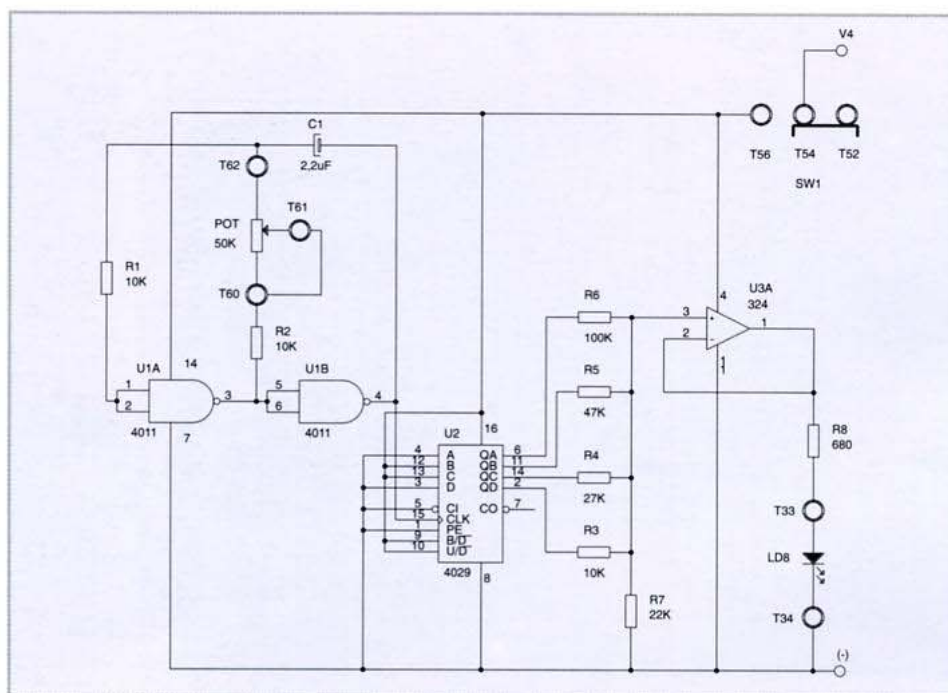 V4
C1
2,2uF
T62
T56
T54
T52
SW1
T61
POT
50K
R1
10K
T60
R2
10K
U1A
14
1
2
3
4011
7
U1B
5
6
4
4011
R6
100K
R5
47K
R4
27K
R3
10K
R7
22K
4
U3A
324
3
2
1
R8
680
T33
LD8
T34
(-)
U2
16
4 A QA 6
12 B QB 11
13 C QC 14
3 D QD 2
5 CI CO 7
15 CLK
1 PE
9 B/D
10 U/D
4029
8